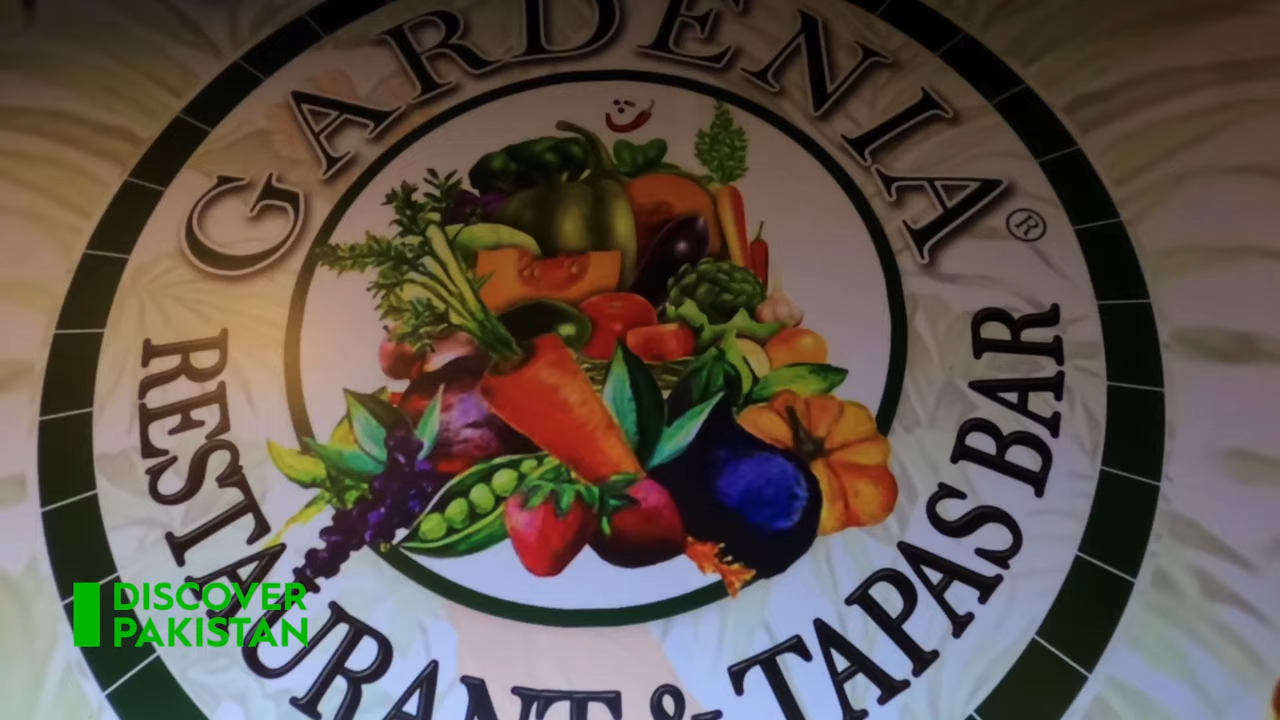 GARDENIA®
RESTAURANT & TAPAS BAR
DISCOVER
PAKISTAN